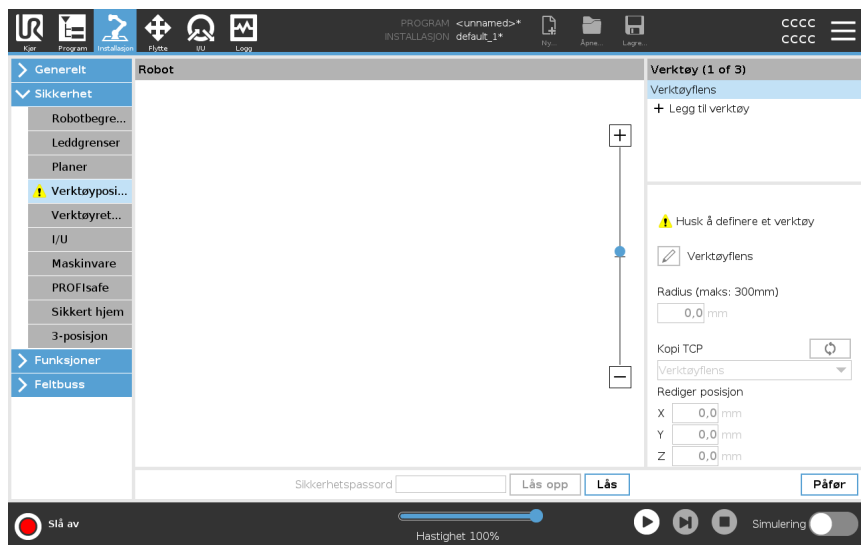 UR
Kjør
Program
Installasjon
Flytte
I/U
Logg
PROGRAM <unnamed>*
INSTALLASJON default_1*
Ny...
Åpne...
Lagre...
cccc
cccc
Generelt
Sikkerhet
Robotbegre...
Leddgrenser
Planer
Verktøyposi...
Verktøyret...
I/U
Maskinvare
PROFIsafe
Sikkert hjem
3-posisjon
Funksjoner
Feltbuss
Robot
Verktøy (1 of 3)
Verktøyflens
+ Legg til verktøy
Husk å definere et verktøy
Verktøyflens
Radius (maks: 300mm)
0,0 mm
Kopi TCP
Verktøyflens
Rediger posisjon
X 0,0 mm
Y 0,0 mm
Z 0,0 mm
Sikkerhetspassord
Lås opp
Lås
Påfør
Slå av
Hastighet 100%
Simulering